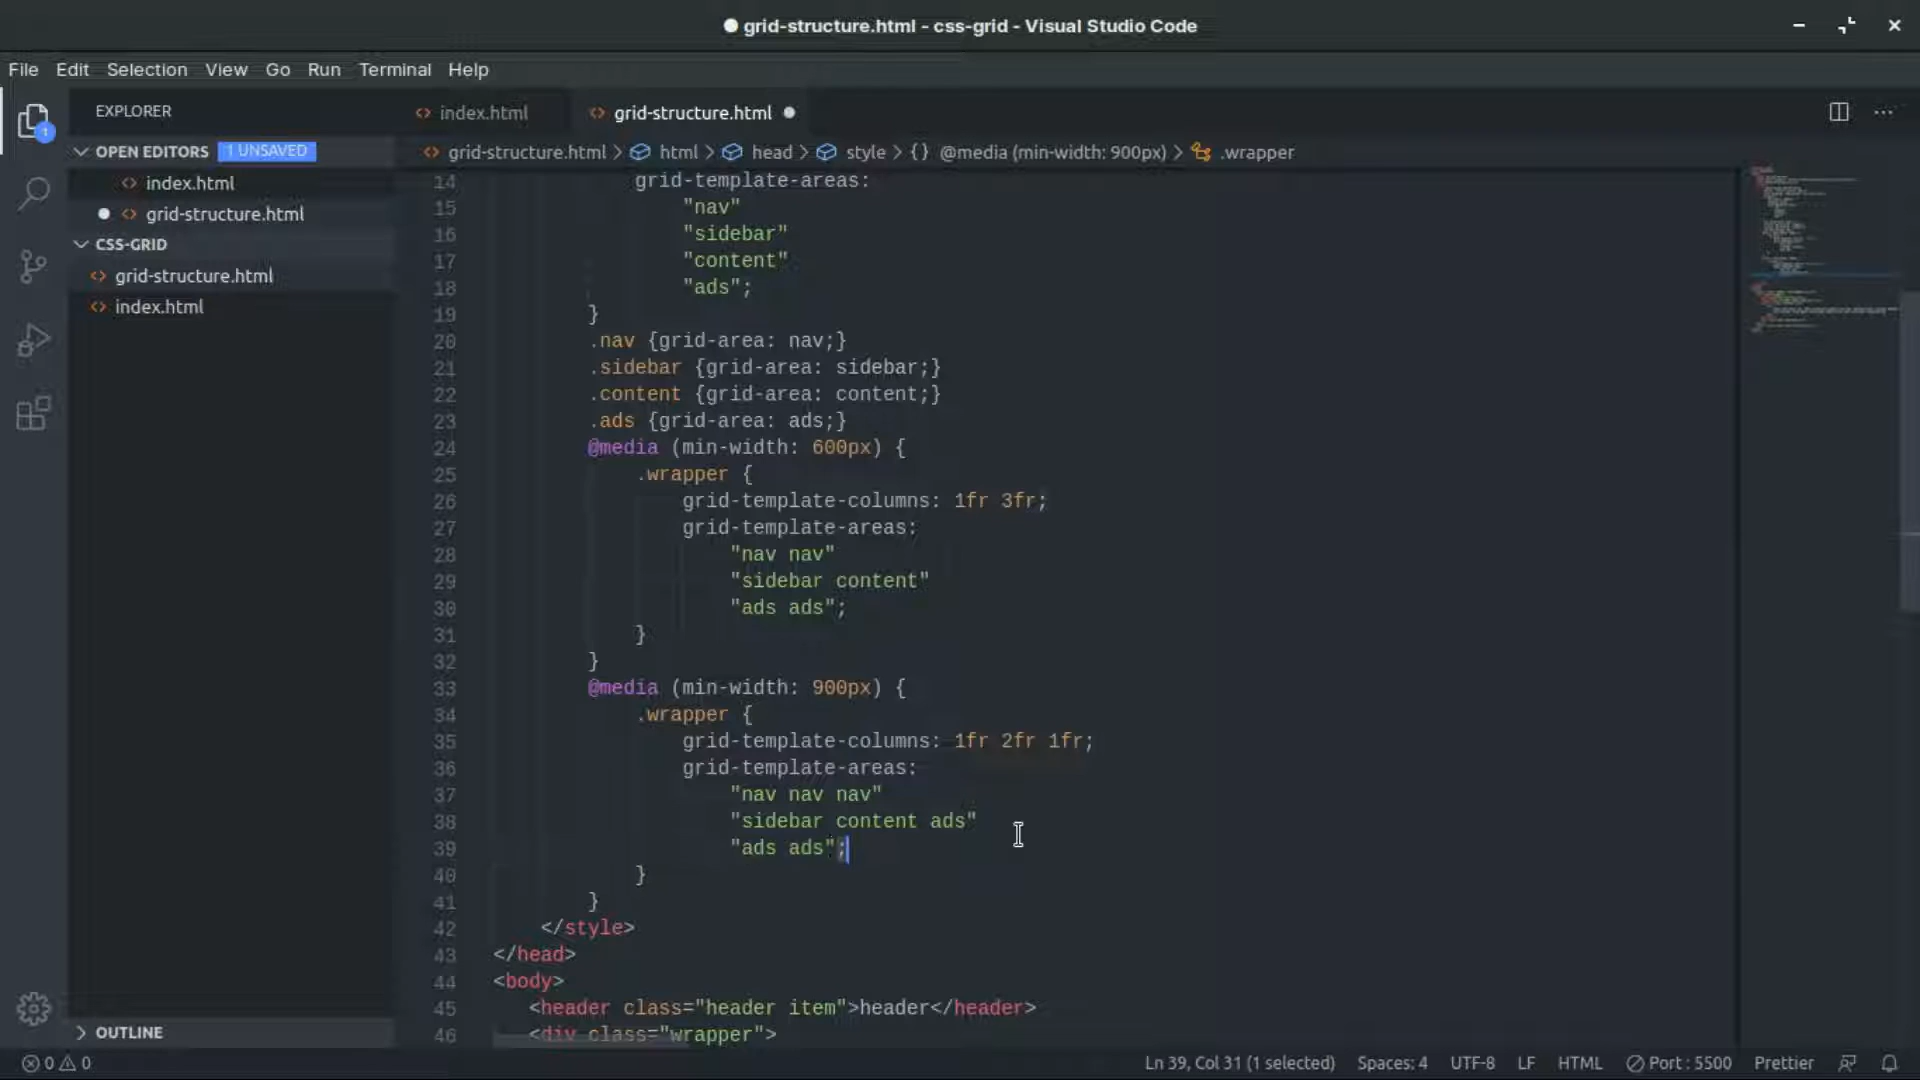 grid-structure.html - css-grid - Visual Studio Code
File Edit Selection View Go Run Terminal Help
1
EXPLORER
OPEN EDITORS 1 UNSAVED
index.html
grid-structure.html
CSS-GRID
grid-structure.html
index.html
OUTLINE
index.html grid-structure.html
grid-structure.html > html > head > style > {} @media (min-width: 900px) > .wrapper
14 grid-template-areas:
15 "nav"
16 "sidebar"
17 "content"
18 "ads";
19 }
20 .nav {grid-area: nav;}
21 .sidebar {grid-area: sidebar;}
22 .content {grid-area: content;}
23 .ads {grid-area: ads;}
24 @media (min-width: 600px) {
25 .wrapper {
26 grid-template-columns: 1fr 3fr;
27 grid-template-areas:
28 "nav nav"
29 "sidebar content"
30 "ads ads";
31 }
32 }
33 @media (min-width: 900px) {
34 .wrapper {
35 grid-template-columns: 1fr 2fr 1fr;
36 grid-template-areas:
37 "nav nav nav"
38 "sidebar content ads"
39 "ads ads";
40 }
41 }
42 </style>
43 </head>
44 <body>
45 <header class="header item">header</header>
46 <div class="wrapper">
0 0 Ln 39, Col 31 (1 selected) Spaces: 4 UTF-8 LF HTML Port : 5500 Prettier